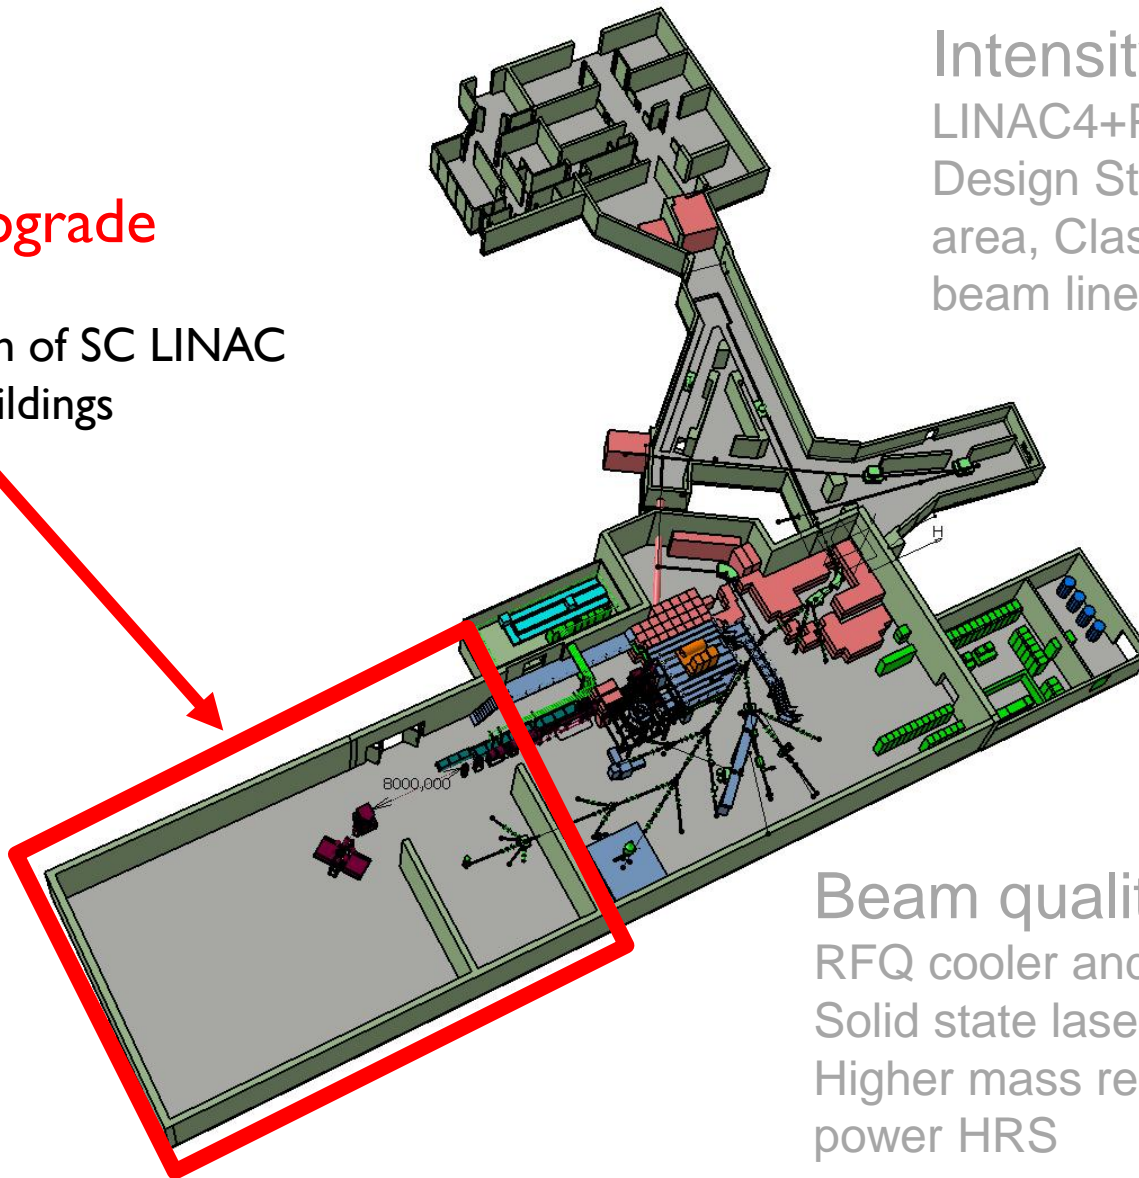 Intensit
LINAC4+P
Design St
area, Clas
beam line
ograde
n of SC LINAC
ildings
H
8000,000
Beam qualit
RFQ cooler and
Solid state lase
Higher mass re
power HRS